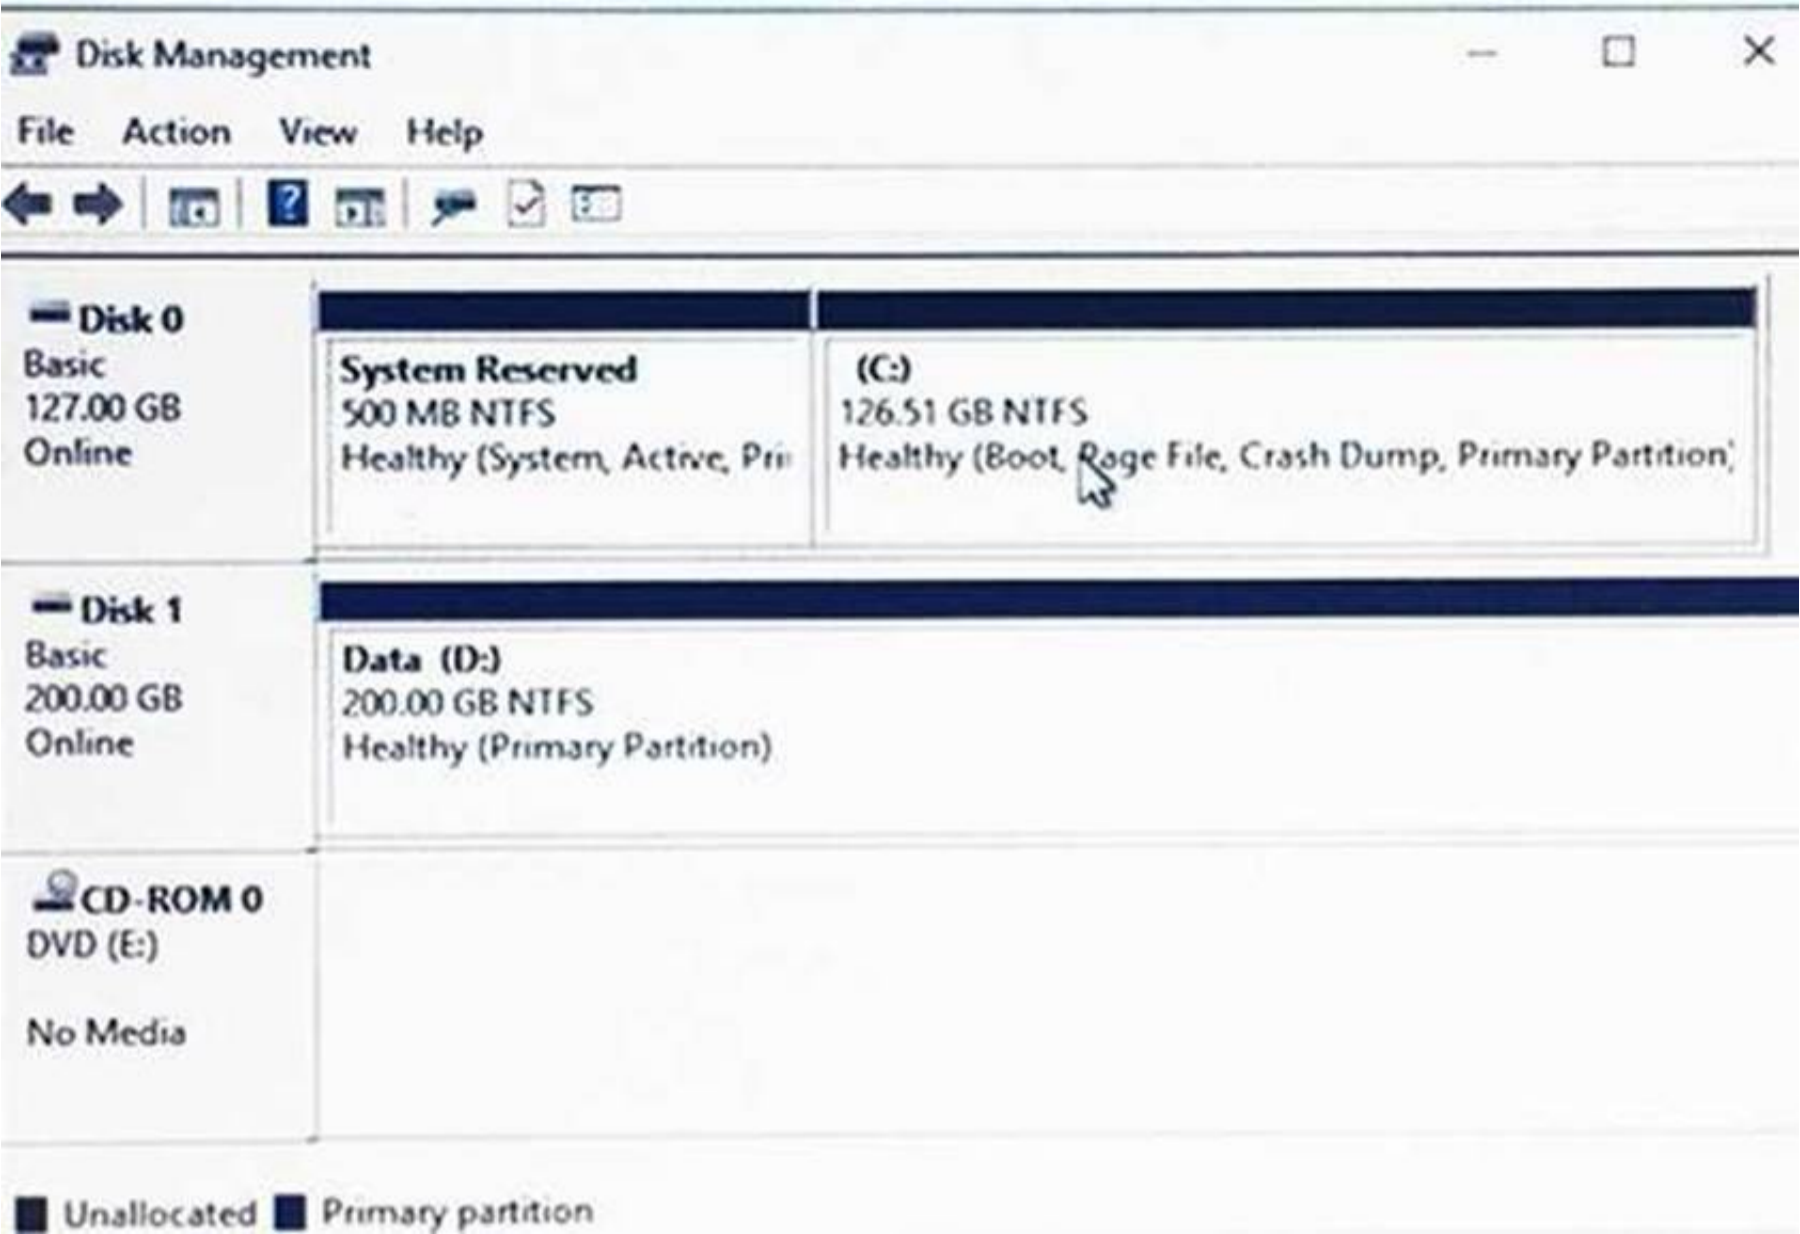 Disk Management
File Action View Help
Disk 0
Basic
127.00 GB
Online
System Reserved
500 MB NTFS
Healthy (System, Active, Pri
(C:)
126.51 GB NTFS
Healthy (Boot, Page File, Crash Dump, Primary Partition)
Disk 1
Basic
200.00 GB
Online
Data (D:)
200.00 GB NTFS
Healthy (Primary Partition)
CD-ROM 0
DVD (E:)
No Media
Unallocated Primary partition